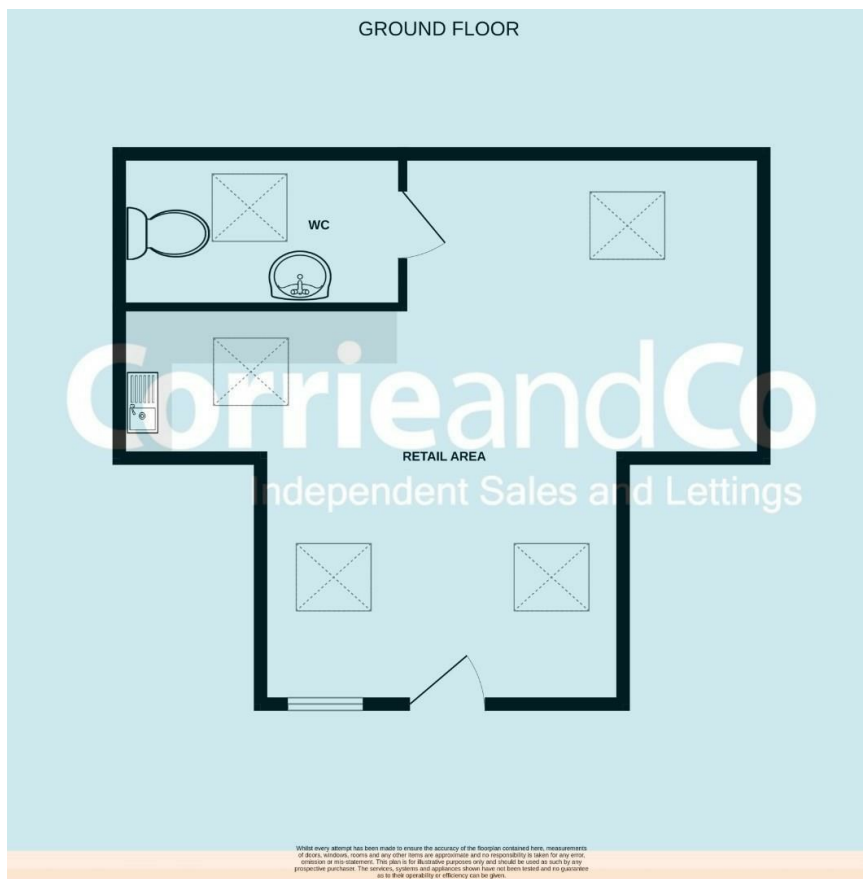 GROUND FLOOR
WC
CorrieandCo
RETAIL AREA
Independent Sales and Lettings
Whilst every attempt has been made to ensure the accuracy of the floorplan contained here, measurements
of doors, windows, rooms and any other items are approximate and no responsibility is taken for any error,
omission or mis-statement. This plan is for illustrative purposes only and should be used as such by any
prospective purchaser. The services, systems and appliances shown have not been tested and no guarantee
as to their operability or efficiency can be given.